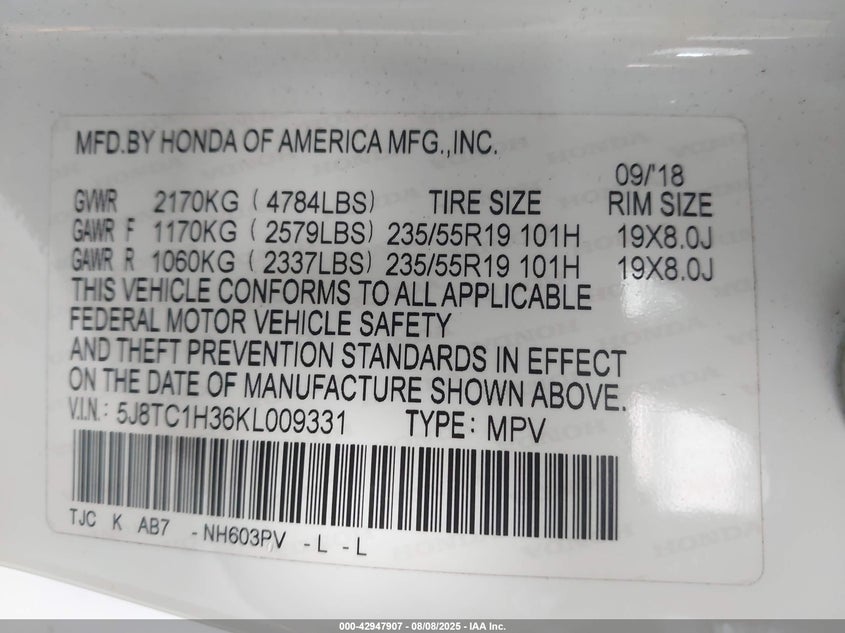 MFD.BY HONDA OF AMERICA MFG.,INC.
09/'18
GVWR 2170KG ( 4784LBS) TIRE SIZE RIM SIZE
GAWR F 1170KG ( 2579LBS) 235/55R19 101H 19X8.0J
GAWR R 1060KG ( 2337LBS) 235/55R19 101H 19X8.0J
THIS VEHICLE CONFORMS TO ALL APPLICABLE
FEDERAL MOTOR VEHICLE SAFETY
AND THEFT PREVENTION STANDARDS IN EFFECT
ON THE DATE OF MANUFACTURE SHOWN ABOVE.
V.I.N.: 5J8TC1H36KL009331 TYPE: MPV
TJC K AB7 -NH603PV -L -L
000-42947907 | 08/08/2025 - IAA Inc.